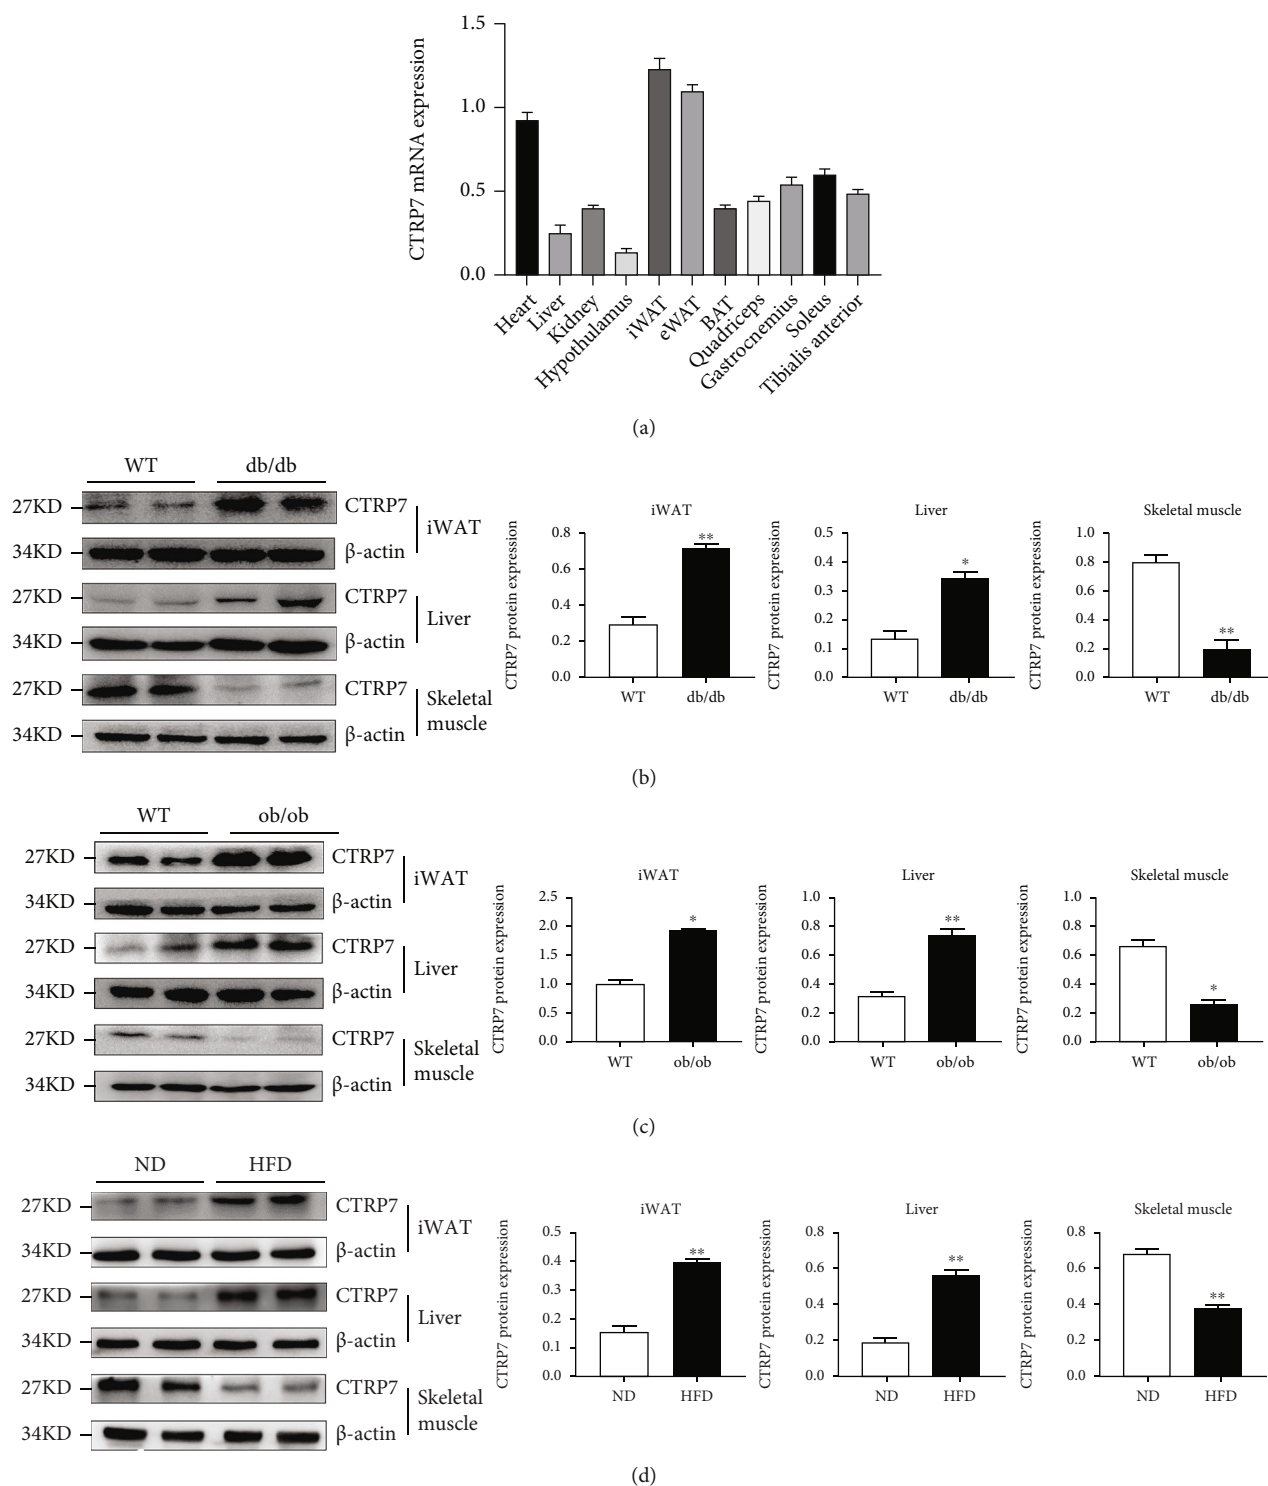 CTRP7 mRNA expression
1.5
1.0
0.5
0.0
Heart
Liver
Kidney
Hypothulamus
iWAT
eWAT
BAT
Quadriceps
Gastrocnemius
Soleus
Tibialis anterior
(a)
WT db/db
27KD CTRP7
iWAT
34KD β-actin
27KD CTRP7
Liver
34KD β-actin
27KD CTRP7
Skeletal
muscle
34KD β-actin
iWAT
CTRP7 protein expression
0.8
0.6
0.4
0.2
0.0
**
WT db/db
Liver
CTRP7 protein expression
0.5
0.4
0.3
0.2
0.1
0.0
*
WT db/db
Skeletal muscle
CTRP7 protein expression
1.0
0.8
0.6
0.4
0.2
0.0
**
WT db/db
(b)
WT ob/ob
27KD CTRP7
iWAT
34KD β-actin
27KD CTRP7
Liver
34KD β-actin
27KD CTRP7
Skeletal
muscle
34KD β-actin
iWAT
CTRP7 protein expression
2.5
2.0
1.5
1.0
0.5
0.0
*
WT ob/ob
Liver
CTRP7 protein expression
1.0
0.8
0.6
0.4
0.2
0.0
**
WT ob/ob
Skeletal muscle
CTRP7 protein expression
1.0
0.8
0.6
0.4
0.2
0.0
*
WT ob/ob
(c)
ND HFD
27KD CTRP7
iWAT
34KD β-actin
27KD CTRP7
Liver
34KD β-actin
27KD CTRP7
Skeletal
muscle
34KD β-actin
iWAT
CTRP7 protein expression
0.5
0.4
0.3
0.2
0.1
0.0
**
ND HFD
Liver
CTRP7 protein expression
0.8
0.6
0.4
0.2
0.0
**
ND HFD
Skeletal muscle
CTRP7 protein expression
0.8
0.6
0.4
0.2
0.0
**
ND HFD
(d)